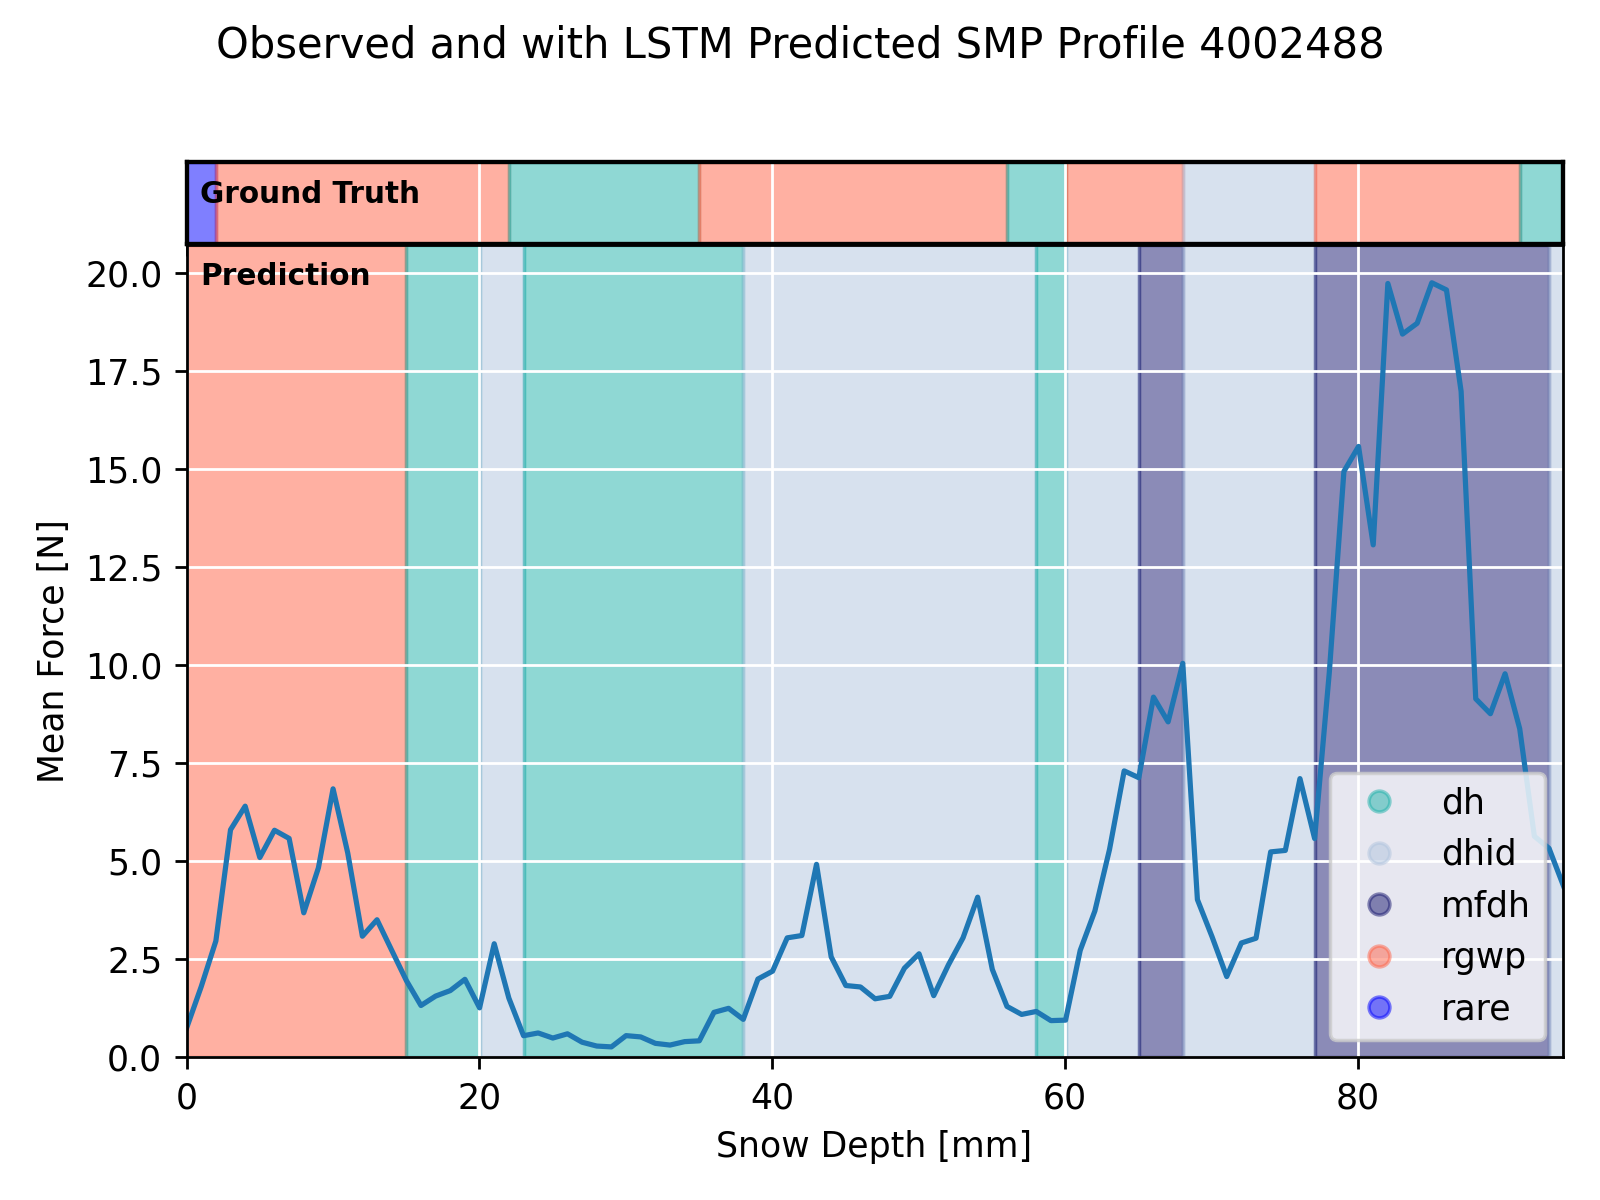 Observed and with LSTM Predicted SMP Profile 4002488
Ground Truth
Prediction
20.0
17.5
15.0
12.5
10.0
7.5
5.0
2.5
0.0
Mean Force [N]
dh
dhid
mfdh
rgwp
rare
0 20 40 60 80
Snow Depth [mm]